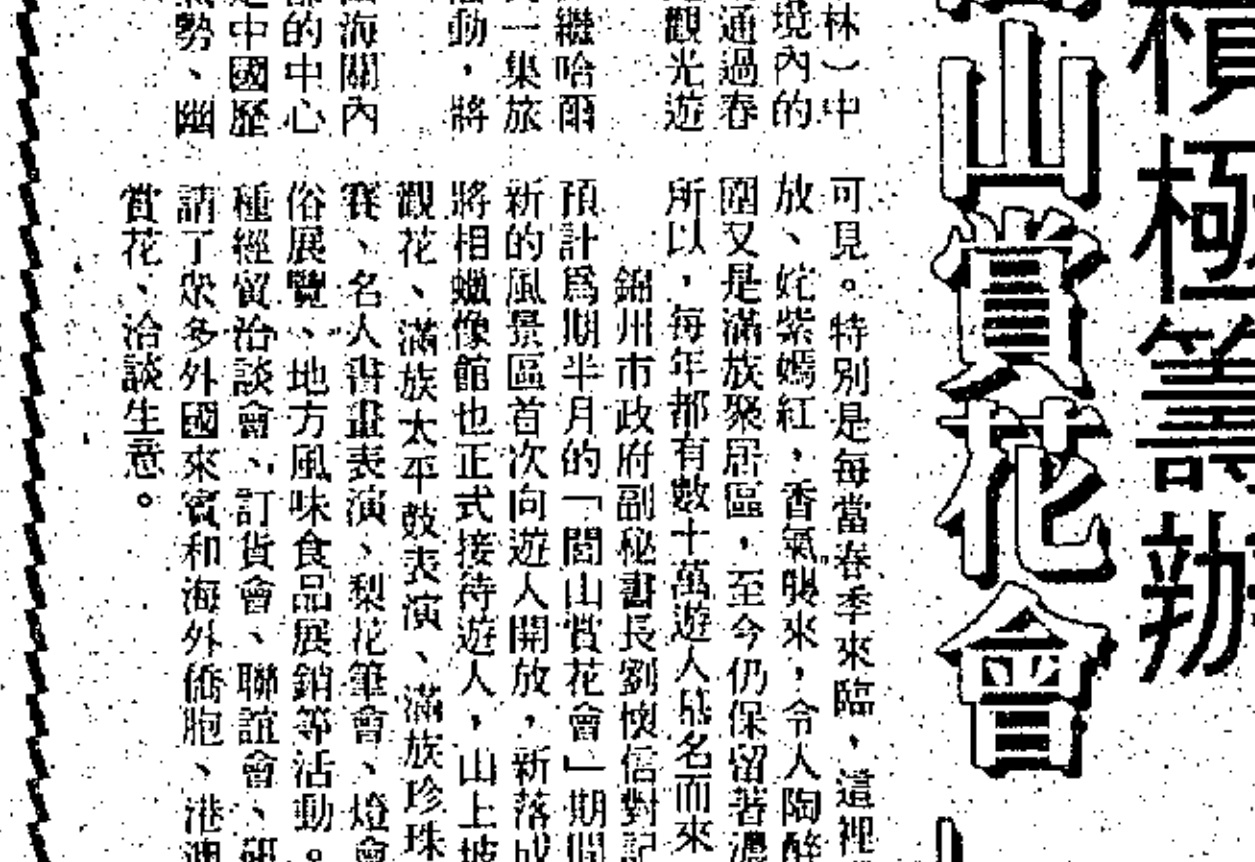 積極籌辦
山賞花會
林）中
境內的
通過春
觀光遊
繼哈爾
一集旅
動，將
山海關內
部的中心
是中國歷
氣勢、幽
可見。特別是每當春季來臨，這裡
放、姹紫嫣紅，香氣襲來，令人陶醉
圍又是滿族聚居區，至今仍保留著濃
所以，每年都有數十萬遊人慕名而來
錦州市政府副秘書長劉懷信對記
預計爲期半月的「閭山賞花會」期間
新的風景區首次向遊人開放，新落成
將相蠟像館也正式接待遊人，山上坡
觀花、滿族太平鼓表演、滿族珍珠
賽、名人書畫表演、梨花筆會、燈會
俗展覽、地方風味食品展銷等活動。
種經貿洽談會、訂貨會、聯誼會、研
請了衆多外國來賓和海外僑胞、港澳
賞花、洽談生意。